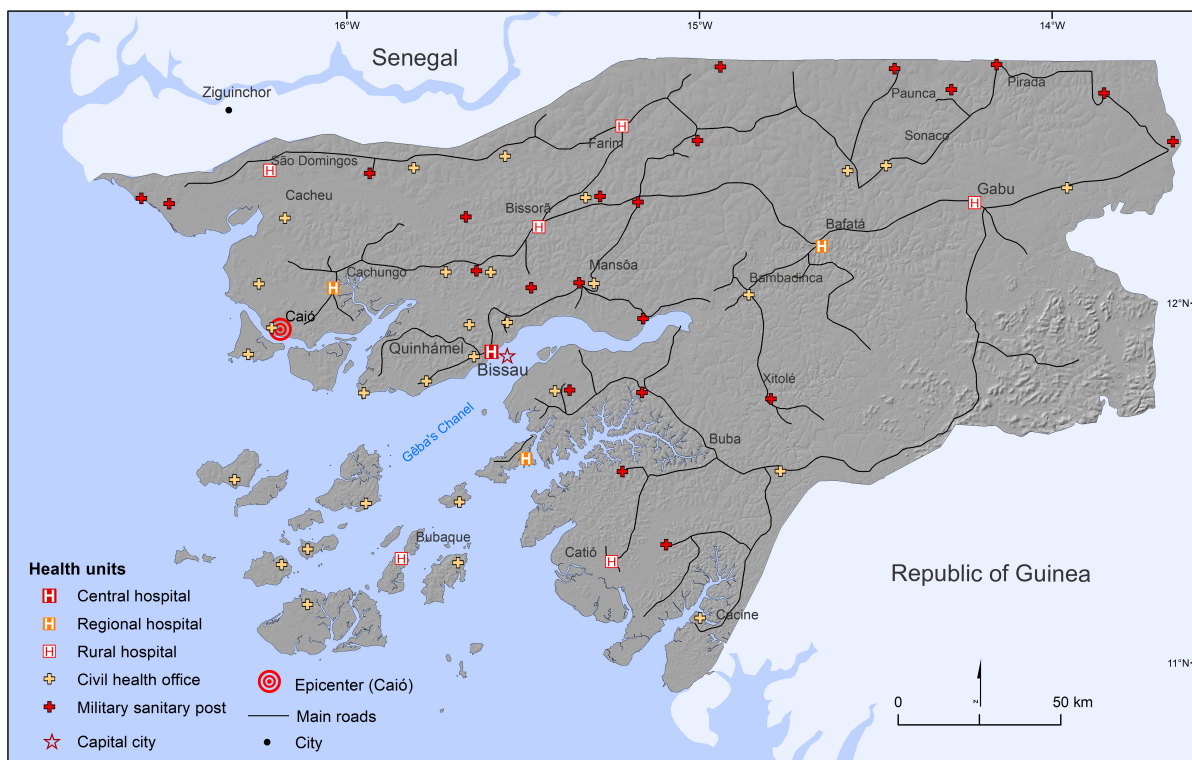 16°W
15°W
14°W
Senegal
Ziguinchor
Pirada
Paunca
Sonaco
Farim
São Domingos
Cacheu
Gabu
Bissorã
Bafatá
Mansôa
Cachungo
Bambadinca
12°N
Caió
Quinhámel
Bissau
Xitolé
Gêba's Chanel
Buba
Bubaque
Catió
Republic of Guinea
Cacine
11°N
Health units
H Central hospital
H Regional hospital
H Rural hospital
Civil health office
Military sanitary post
Capital city
Epicenter (Caió)
Main roads
City
z
0 50 km